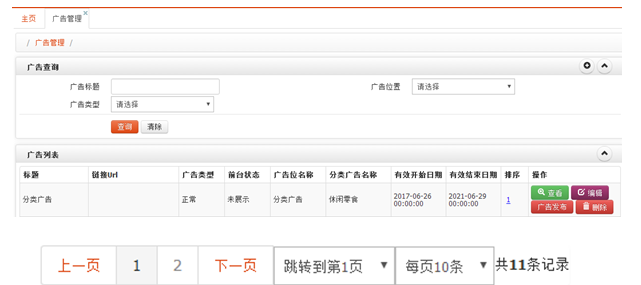 主页 广告管理
/ 广告管理 /
广告查询
广告标题 广告位置 请选择
广告类型 请选择
查询 清除
广告列表
标题 链接Url 广告类型 前台状态 广告位名称 分类广告名称 有效开始日期 有效结束日期 排序 操作
分类广告 正常 未展示 分类广告 休闲零食 2017-06-26 00:00:00 2021-06-29 00:00:00 1 查看 编辑
广告发布 删除
上一页 1 2 下一页 跳转到第1页 每页10条 共11条记录